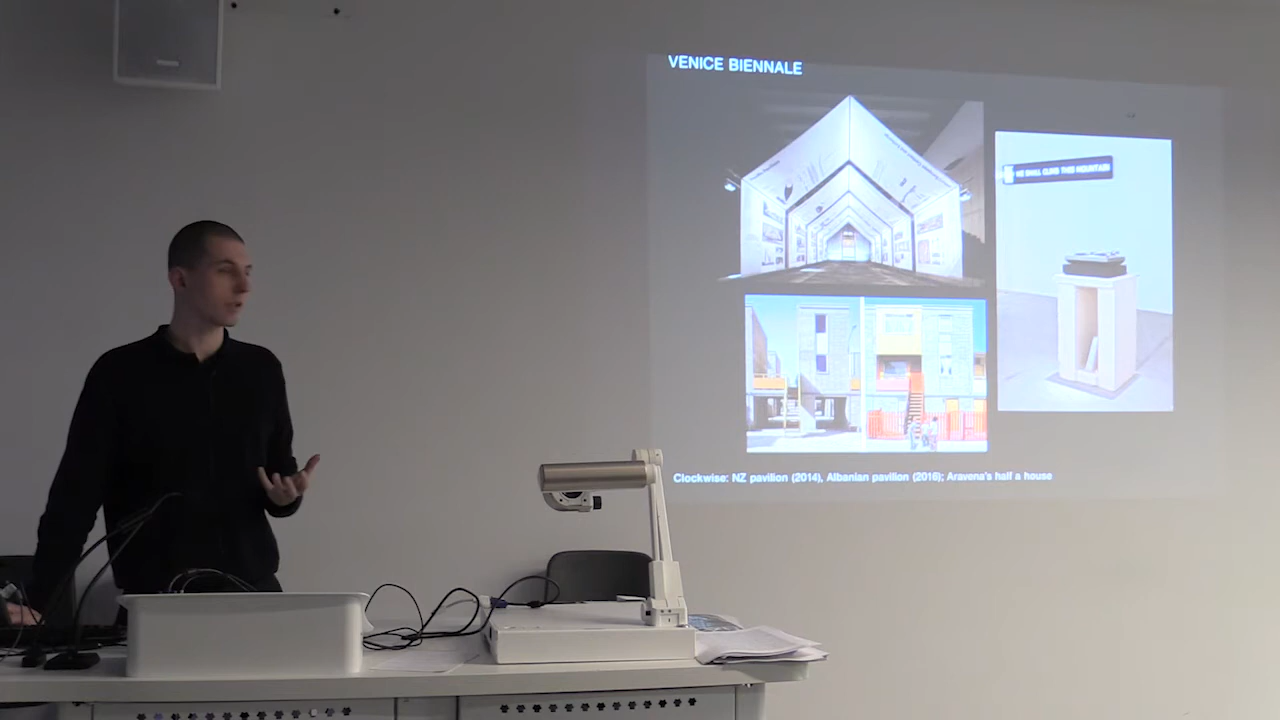 VENICE BIENNALE
WE SHALL CLIMB THIS MOUNTAIN
Clockwise: NZ pavilion (2014), Albanian pavilion (2016); Aravena's half a house